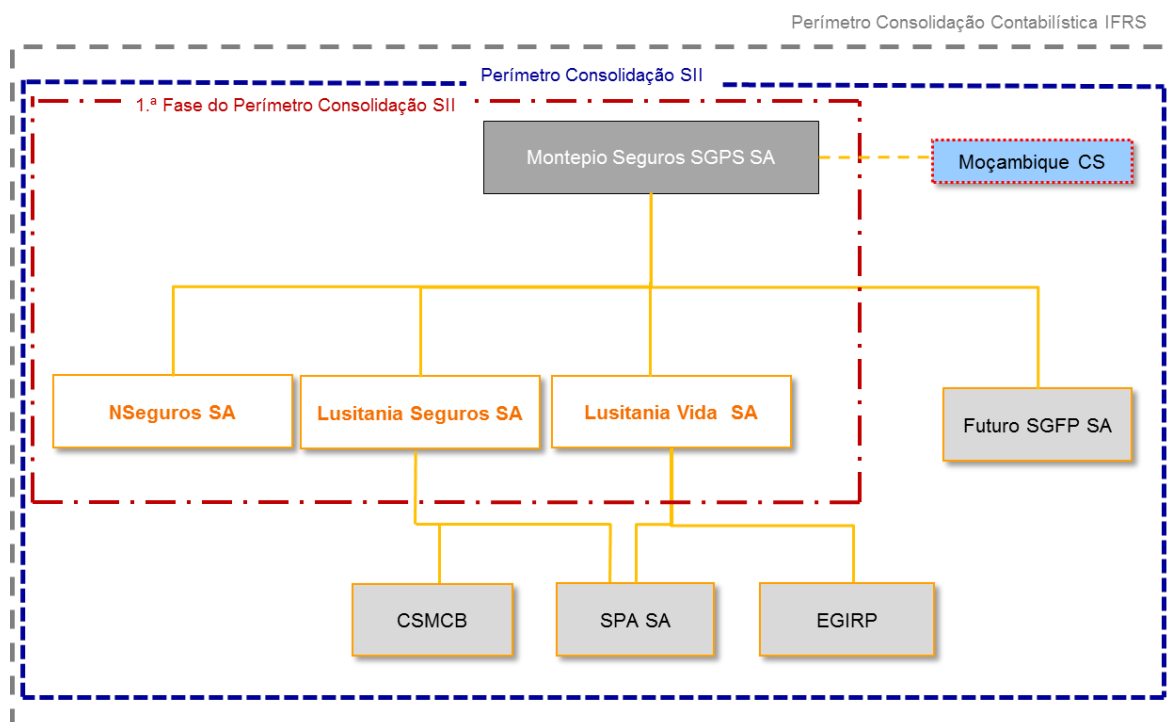 Perímetro Consolidação Contabilística IFRS
Perímetro Consolidação SII
1.ª Fase do Perímetro Consolidação SII
Montepio Seguros SGPS SA
Moçambique CS
NSeguros SA
Lusitania Seguros SA
Lusitania Vida SA
Futuro SGFP SA
CSMCB
SPA SA
EGIRP